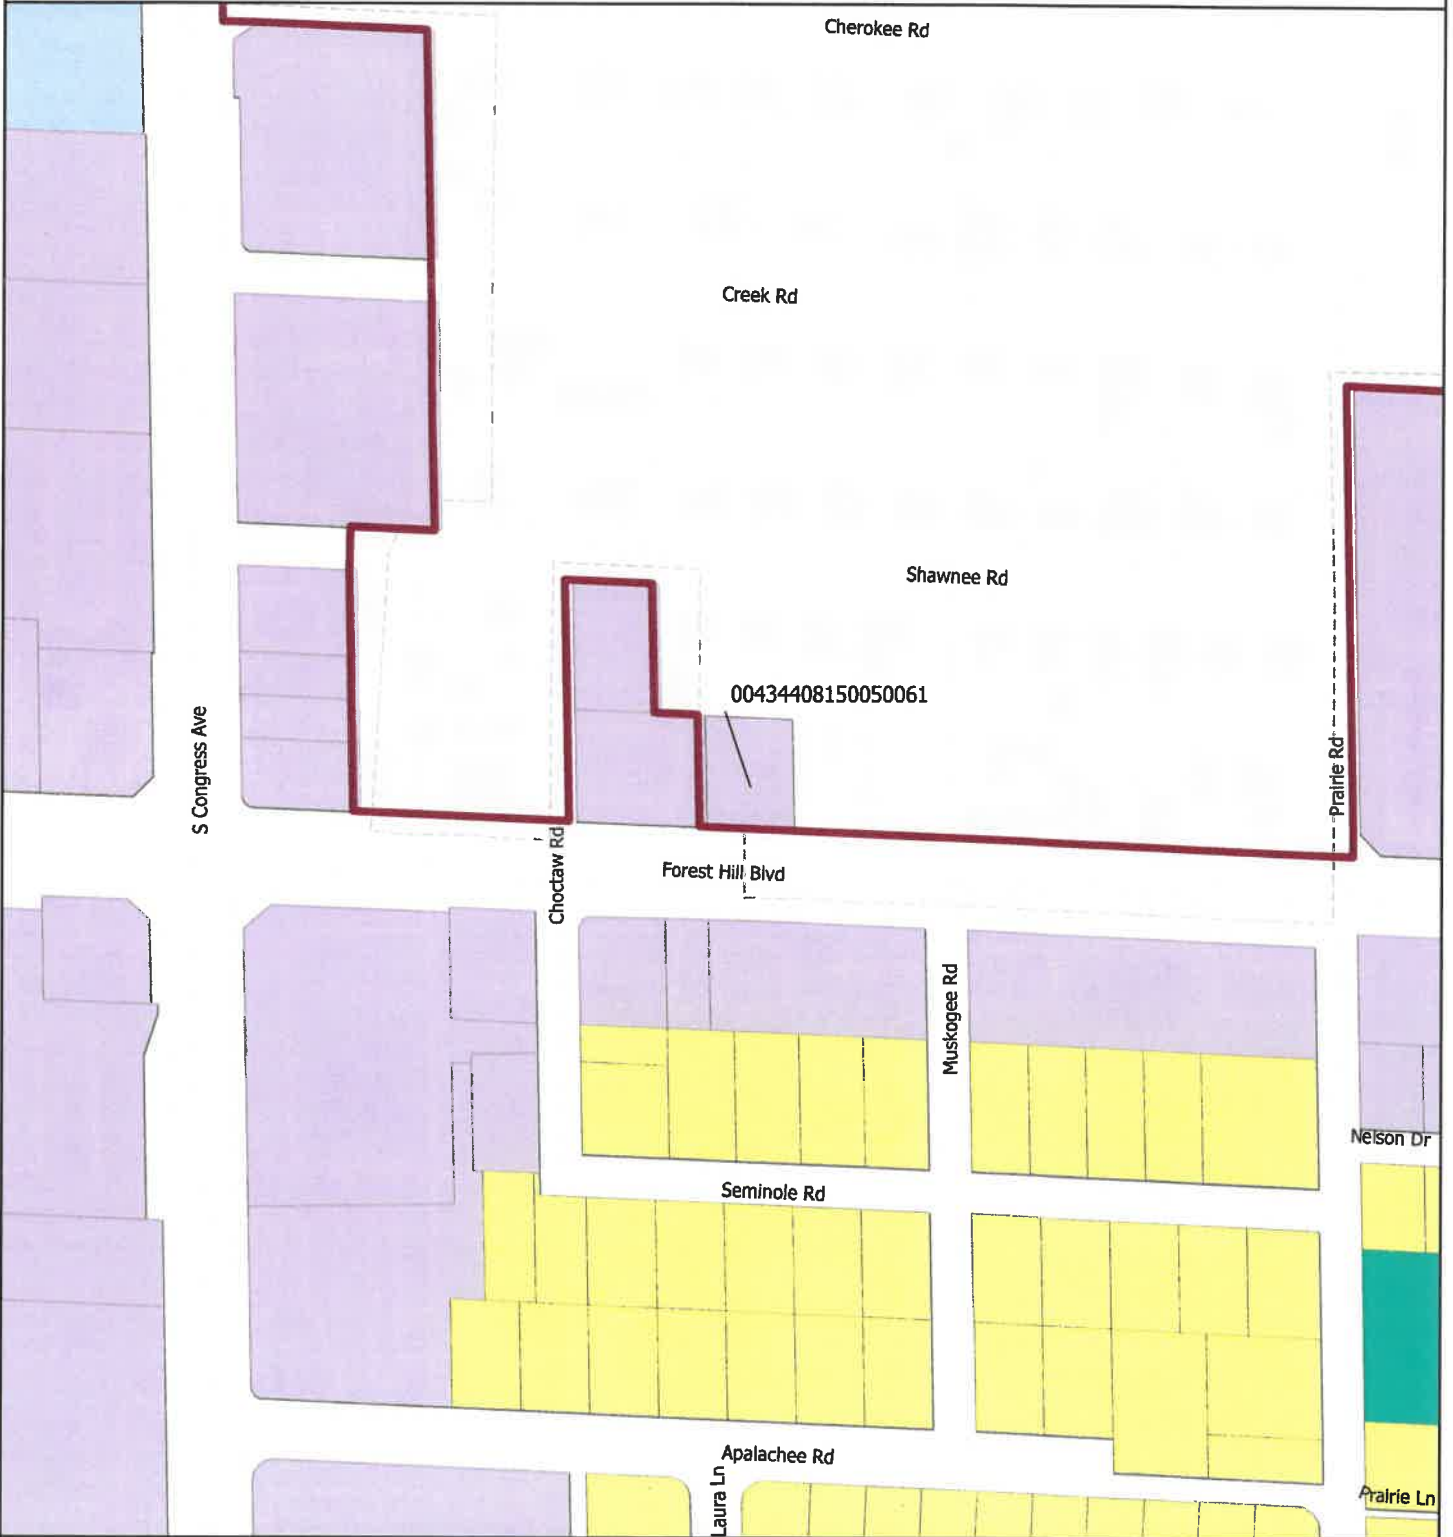 Cherokee Rd
Creek Rd
Shawnee Rd
00434408150050061
S Congress Ave
Prairie Rd
Choctaw Rd
Forest Hill Blvd
Muskogee Rd
Nelson Dr
Seminole Rd
Apalachee Rd
Laura Ln
Prairie Ln